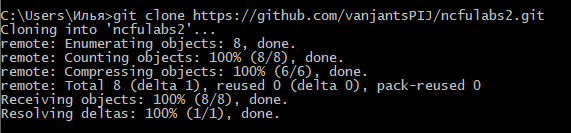 C:\Users\Илья>git clone https://github.com/vanjantsPIJ/ncfulabs2.git
Cloning into 'ncfulabs2'...
remote: Enumerating objects: 8, done.
remote: Counting objects: 100% (8/8), done.
remote: Compressing objects: 100% (6/6), done.
remote: Total 8 (delta 1), reused 0 (delta 0), pack-reused 0
Receiving objects: 100% (8/8), done.
Resolving deltas: 100% (1/1), done.